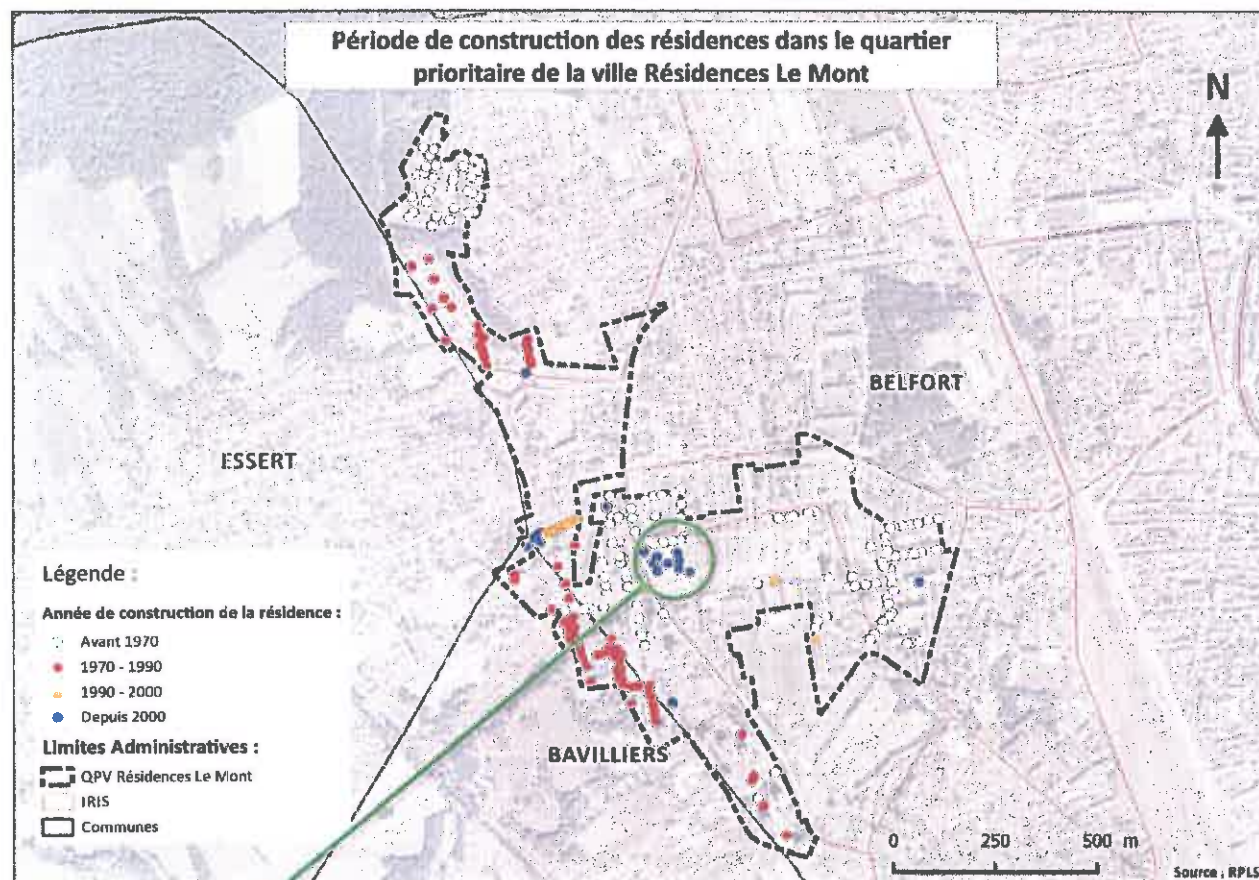 Période de construction des résidences dans le quartier
prioritaire de la ville Résidences Le Mont
N
BELFORT
ESSERT
BAVILLIERS
Légende :
Année de construction de la résidence :
Avant 1970
1970 - 1990
1990 - 2000
Depuis 2000
Limites Administratives :
QPV Résidences Le Mont
IRIS
Communes
0 250 500 m
Source : RPLS